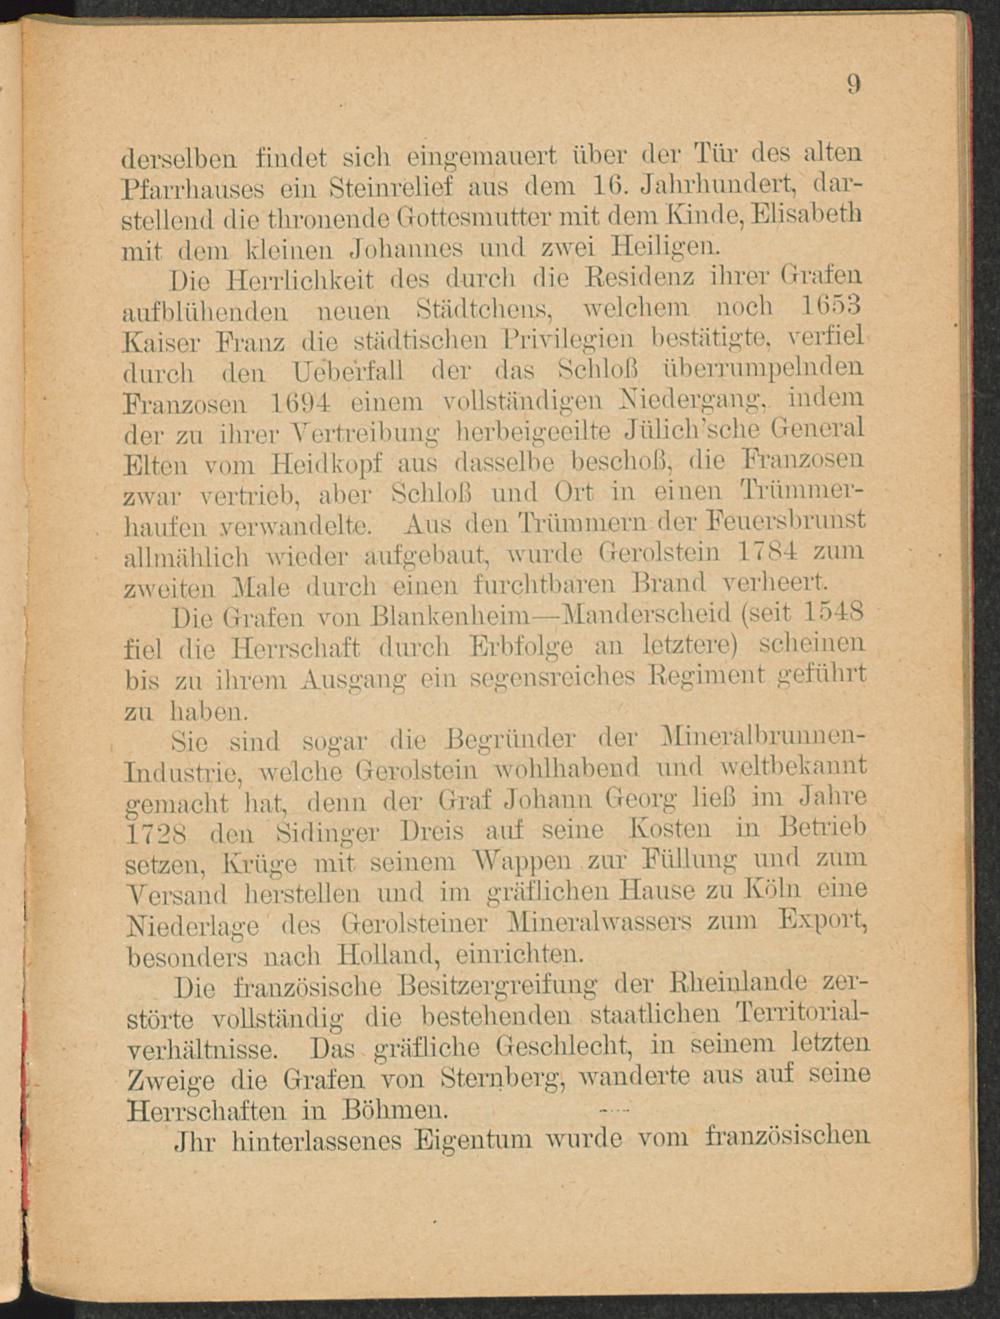 9
derselben findet sich eingemauert über der Tür des alten
Pfarrhauses ein Steinrelief aus dem 16. Jahrhundert, dar-
stellend die thronende Gottesmutter mit dem Kinde, Elisabeth
mit dem kleinen Johannes und zwei Heiligen.
Die Herrlichkeit des durch die Residenz ihrer Grafen
aufblühenden neuen Städtchens, welchem noch 1653
Kaiser Franz die städtischen Privilegien bestätigte, verfiel
durch den Ueberfall der das Schloß überrumpelnden
Franzosen 1694 einem vollständigen Niedergang, indem
der zu ihrer Vertreibung herbeigeeilte Jülich'sche General
Elten vom Heidkopf aus dasselbe beschoß, die Franzosen
zwar vertrieb, aber Schloß und Ort in einen Trümmer-
haufen verwandelte. Aus den Trümmern der Feuersbrunst
allmählich wieder aufgebaut, wurde Gerolstein 1784 zum
zweiten Male durch einen furchtbaren Brand verheert.
Die Grafen von Blankenheim—Manderscheid (seit 1548
fiel die Herrschaft durch Erbfolge an letztere) scheinen
bis zu ihrem Ausgang ein segensreiches Regiment geführt
zu haben.
Sie sind sogar die Begründer der Mineralbrunnen-
Industrie, welche Gerolstein wohlhabend und weltbekannt
gemacht hat, denn der Graf Johann Georg ließ im Jahre
1728 den Sidinger Dreis auf seine Kosten in Betrieb
setzen, Krüge mit seinem Wappen zur Füllung und zum
Versand herstellen und im gräflichen Hause zu Köln eine
Niederlage des Gerolsteiner Mineralwassers zum Export,
besonders nach Holland, einrichten.
Die französische Besitzergreifung der Rheinlande zer-
störte vollständig die bestehenden staatlichen Territorial-
verhältnisse. Das gräfliche Geschlecht, in seinem letzten
Zweige die Grafen von Sternberg, wanderte aus auf seine
Herrschaften in Böhmen.
Jhr hinterlassenes Eigentum wurde vom französischen